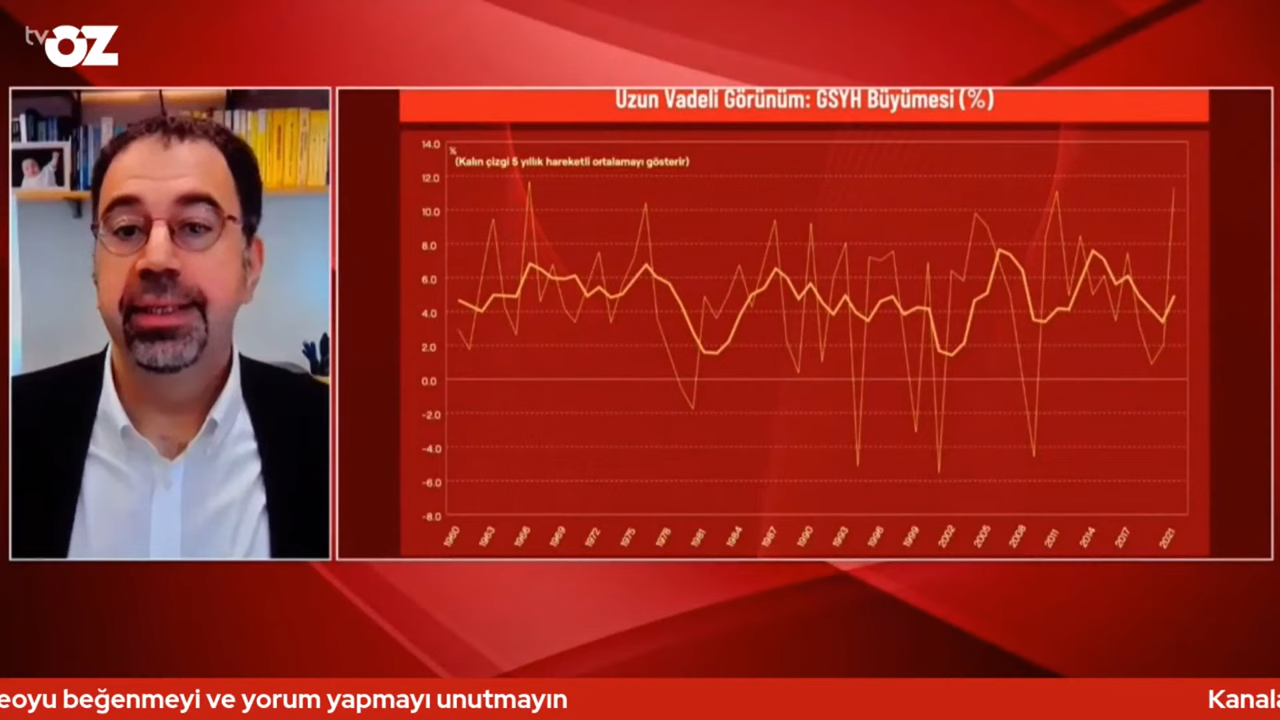 tv ÖZ
Uzun Vadeli Görünüm: GSYH Büyümesi (%)
%
(Kalın çizgi 5 yıllık hareketli ortalamayı gösterir)
14.0
12.0
10.0
8.0
6.0
4.0
2.0
0.0
-2.0
-4.0
-6.0
-8.0
1960 1963 1966 1969 1972 1975 1978 1981 1984 1987 1990 1993 1996 1999 2002 2005 2008 2011 2014 2017 2021
eoyu beğenmeyi ve yorum yapmayı unutmayın
Kanala